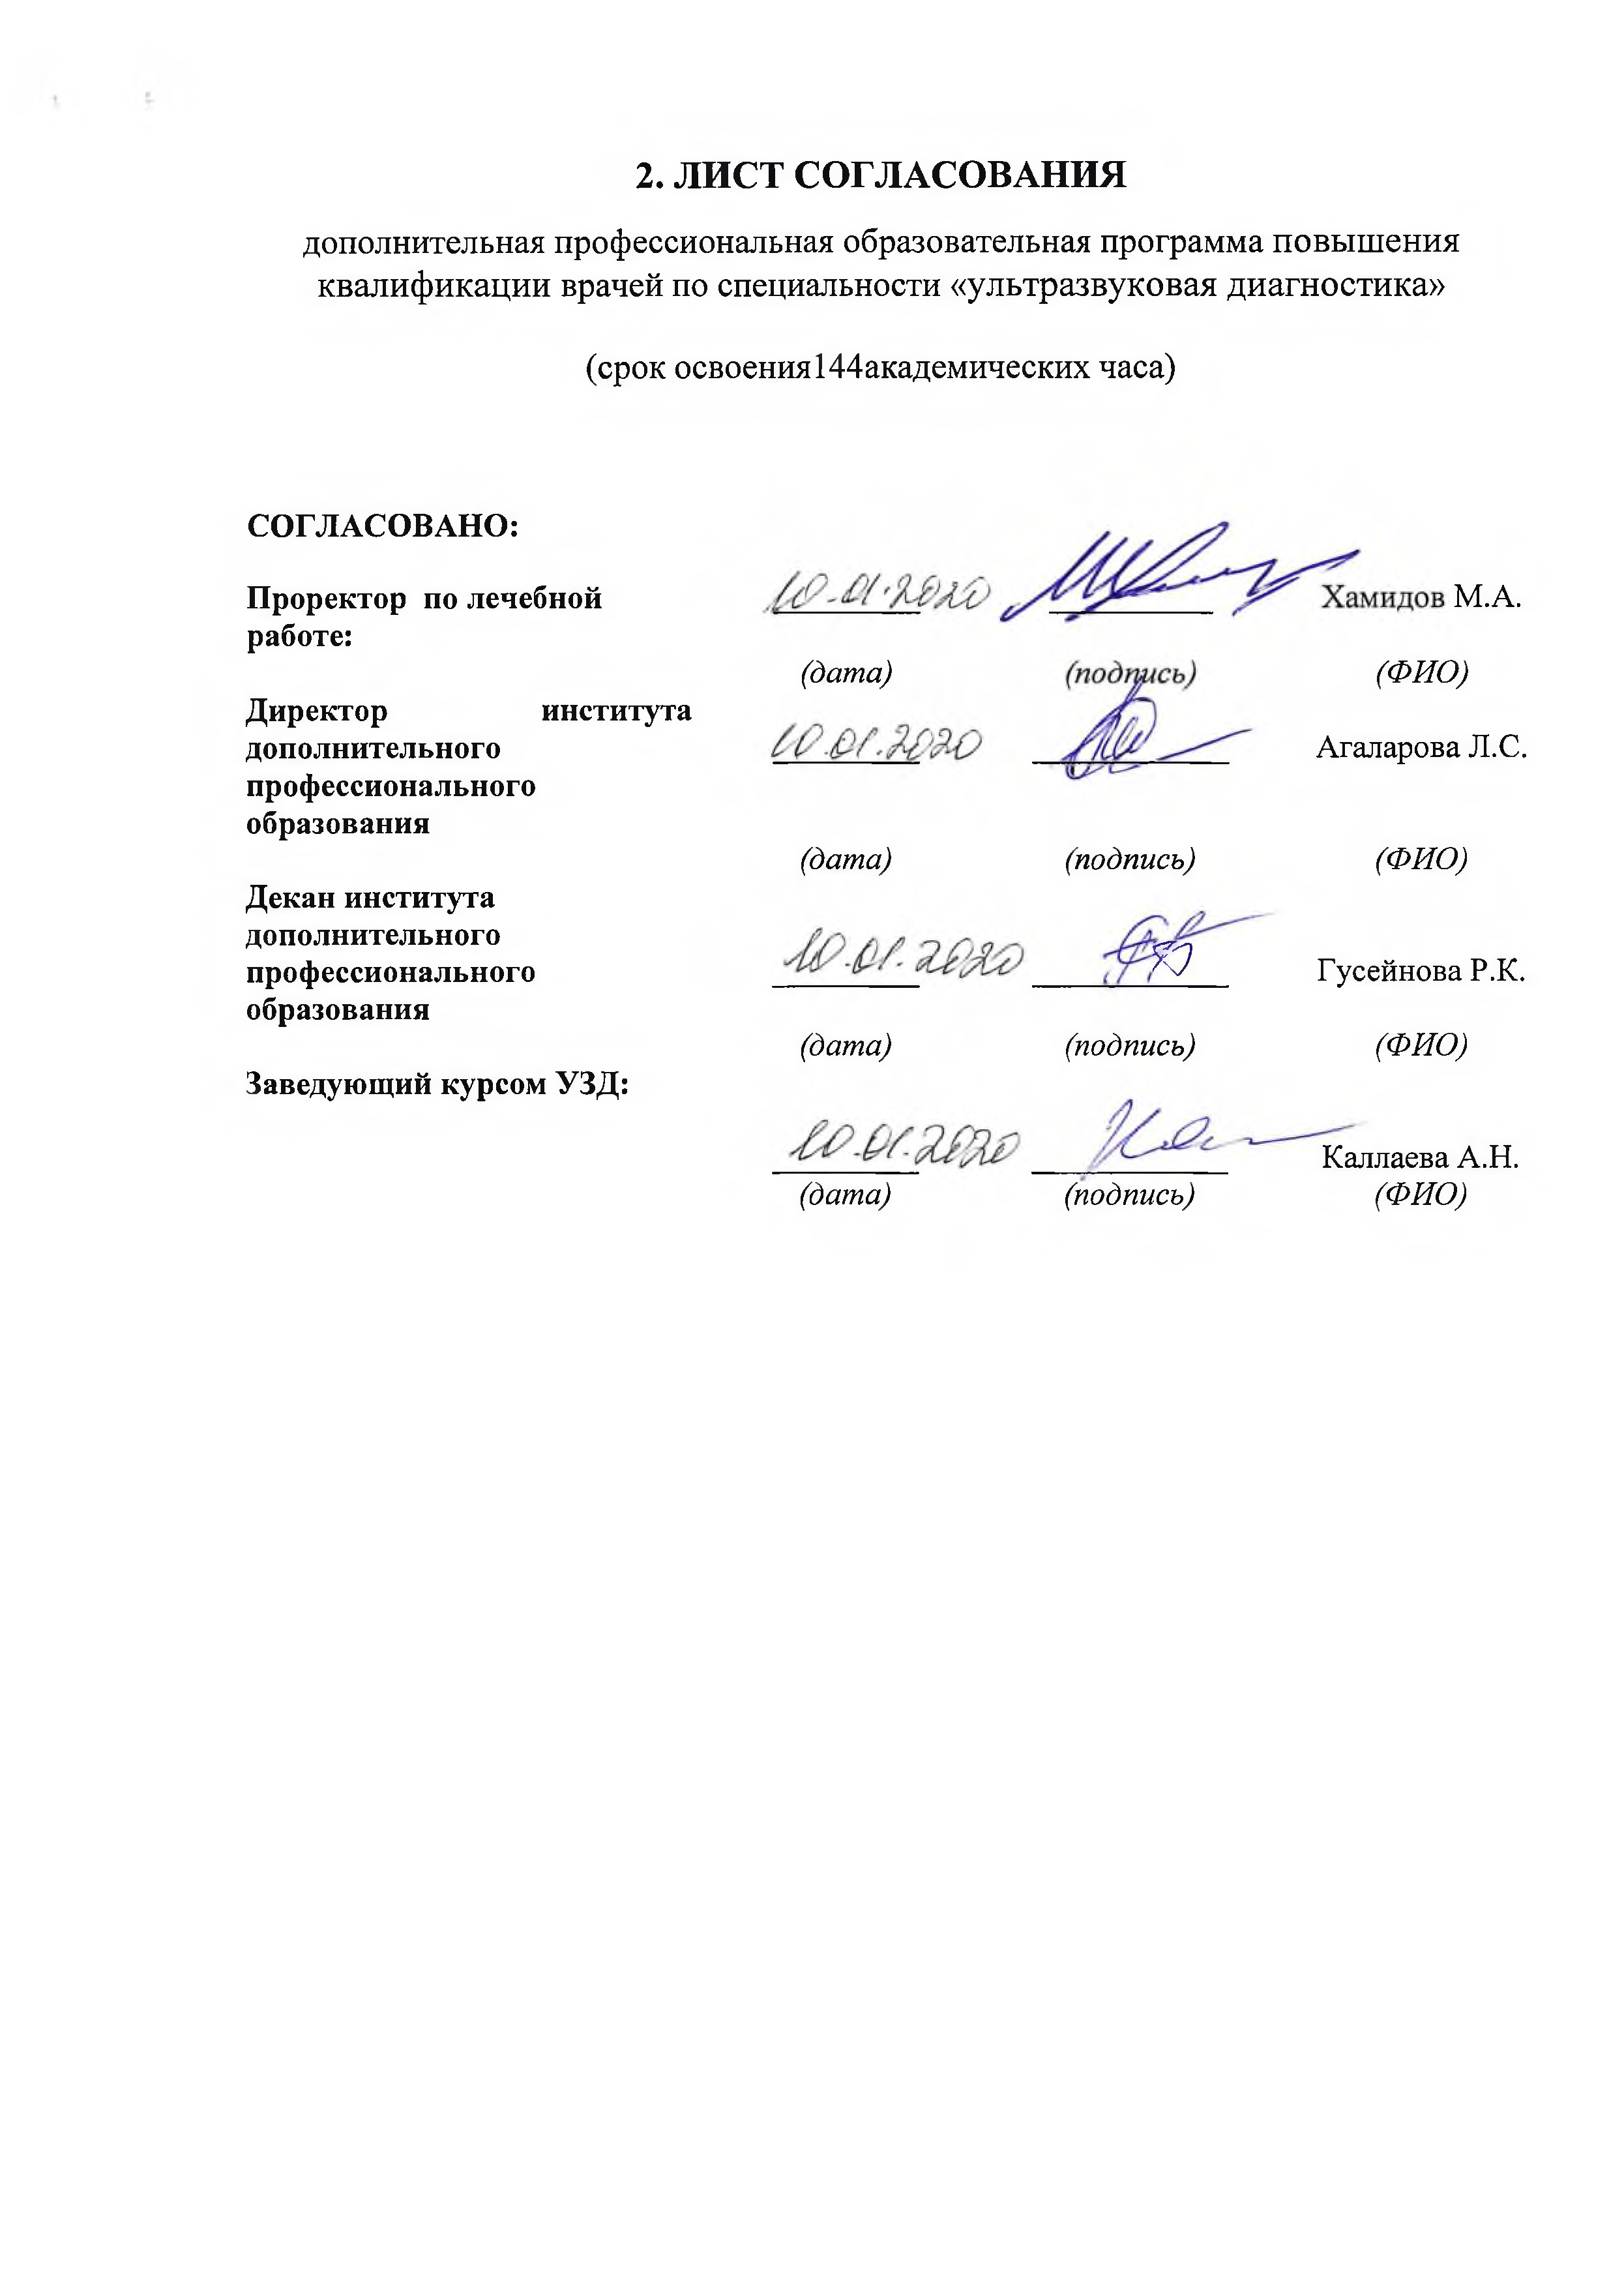 2. ЛИСТ СОГЛАСОВАНИЯ
дополнительная профессиональная образовательная программа повышения
квалификации врачей по специальности «ультразвуковая диагностика»
(срок освоения144академических часа)
СОГЛАСОВАНО:
Проректор по лечебной
работе:
10.01.2020 Хамидов М.А.
(дата) (подпись) (ФИО)
Директор института
дополнительного
профессионального
образования
10.01.2020 Агаларова Л.С.
(дата) (подпись) (ФИО)
Декан института
дополнительного
профессионального
образования
10.01.2020 Гусейнова Р.К.
(дата) (подпись) (ФИО)
Заведующий курсом УЗД:
10.01.2020 Каллаева А.Н.
(дата) (подпись) (ФИО)